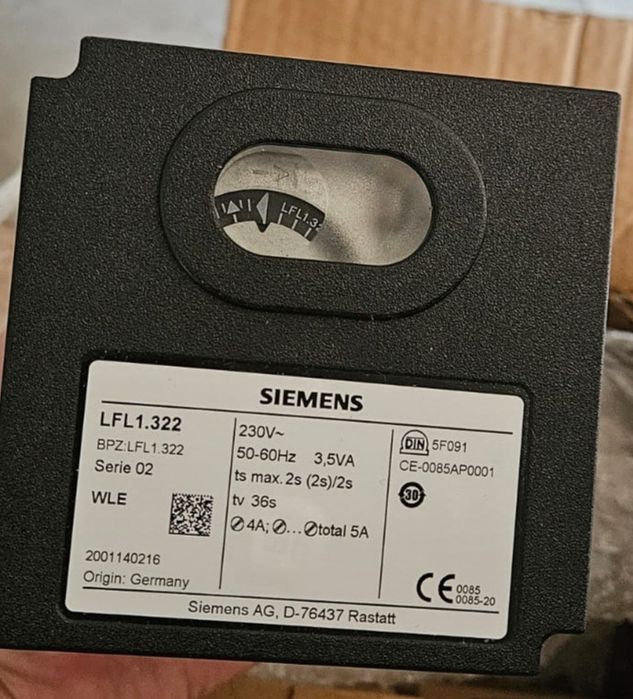 LFL1.3
SIEMENS
LFL1.322
BPZ:LFL1.322
Serie 02
WLE
2001140216
Origin: Germany
230V~
50-60Hz 3,5VA
ts max. 2s (2s)/2s
tv 36s
4A; ... total 5A
DIN 5F091
CE-0085AP0001
30
CE 0085
0085-20
Siemens AG, D-76437 Rastatt